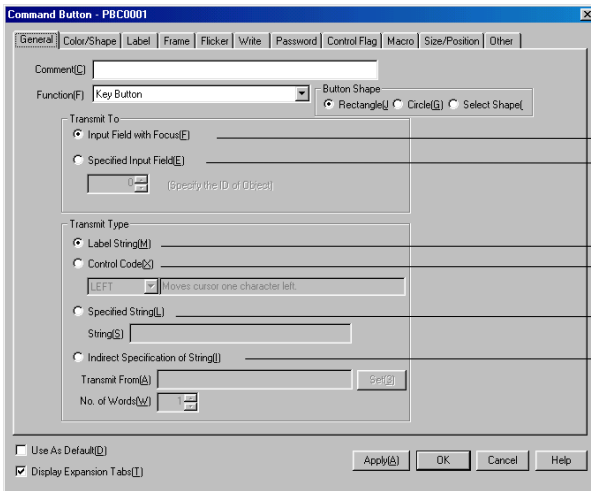 Command Button - PBC0001
General Color/Shape Label Frame Flicker Write Password Control Flag Macro Size/Position Other
Comment(C)
Function(F) Key Button
Button Shape
Rectangle(J Circle(G) Select Shape(
Transmit To
Input Field with Focus(F)
Specified Input Field(E)
0 (Specify the ID of Object)
Transmit Type
Label String(M)
Control Code(X)
LEFT Moves cursor one character left.
Specified String(L)
String(S)
Indirect Specification of String(I)
Transmit From(A) Set(3)
No. of Words(W) 1
Use As Default(D)
Display Expansion Tabs(T)
Apply(A) OK Cancel Help